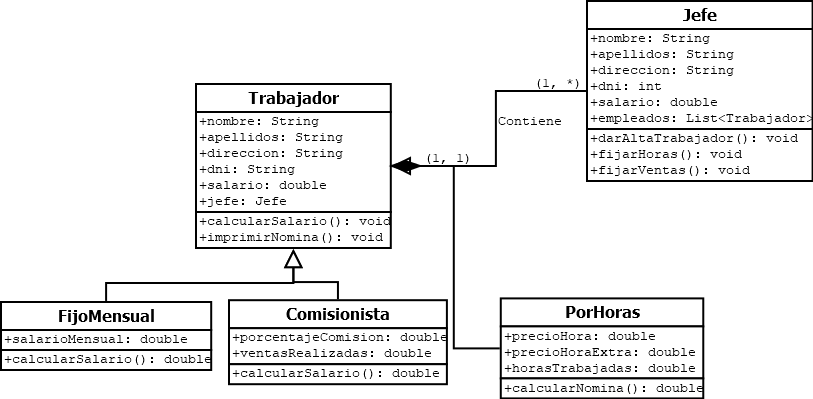 Jefe
+nombre: String
+apellidos: String
+direccion: String
+dni: int
+salario: double
+empleados: List<Trabajador>
+darAltaTrabajador(): void
+fijarHoras(): void
+fijarVentas(): void
(1, *)
Contiene
(1, 1)
Trabajador
+nombre: String
+apellidos: String
+direccion: String
+dni: String
+salario: double
+jefe: Jefe
+calcularSalario(): void
+imprimirNomina(): void
FijoMensual
+salarioMensual: double
+calcularSalario(): double
Comisionista
+porcentajeComision: double
+ventasRealizadas: double
+calcularSalario(): double
PorHoras
+precioHora: double
+precioHoraExtra: double
+horasTrabajadas: double
+calcularNomina(): double